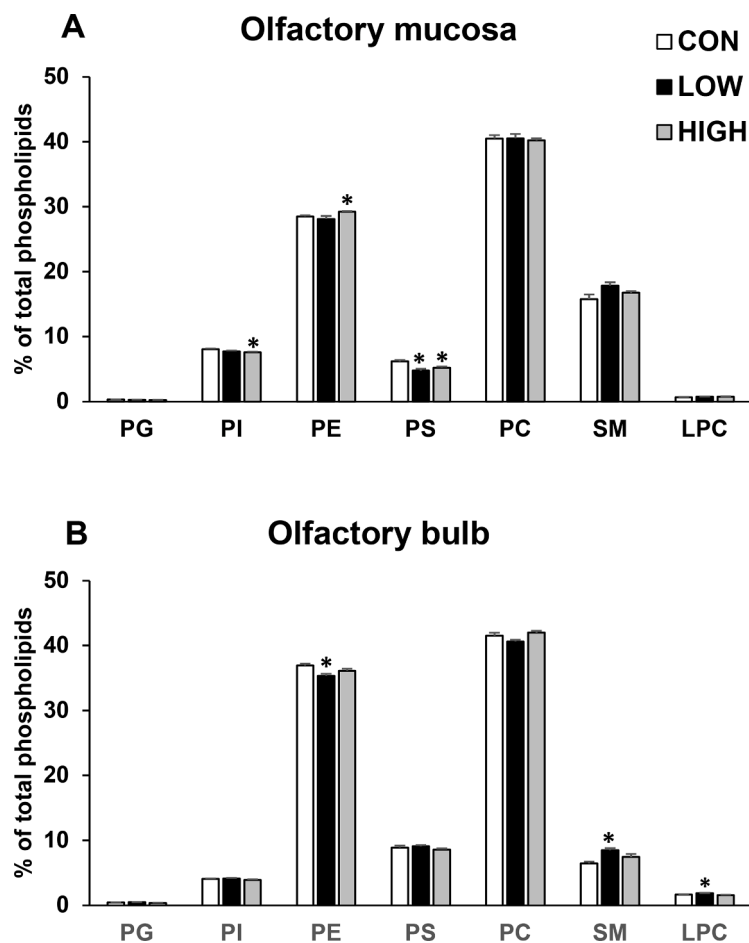 A
Olfactory mucosa
CON
LOW
HIGH
% of total phospholipids
50
40
30
20
10
0
*
*
* *
PG PI PE PS PC SM LPC
B
Olfactory bulb
% of total phospholipids
50
40
30
20
10
0
*
*
*
PG PI PE PS PC SM LPC